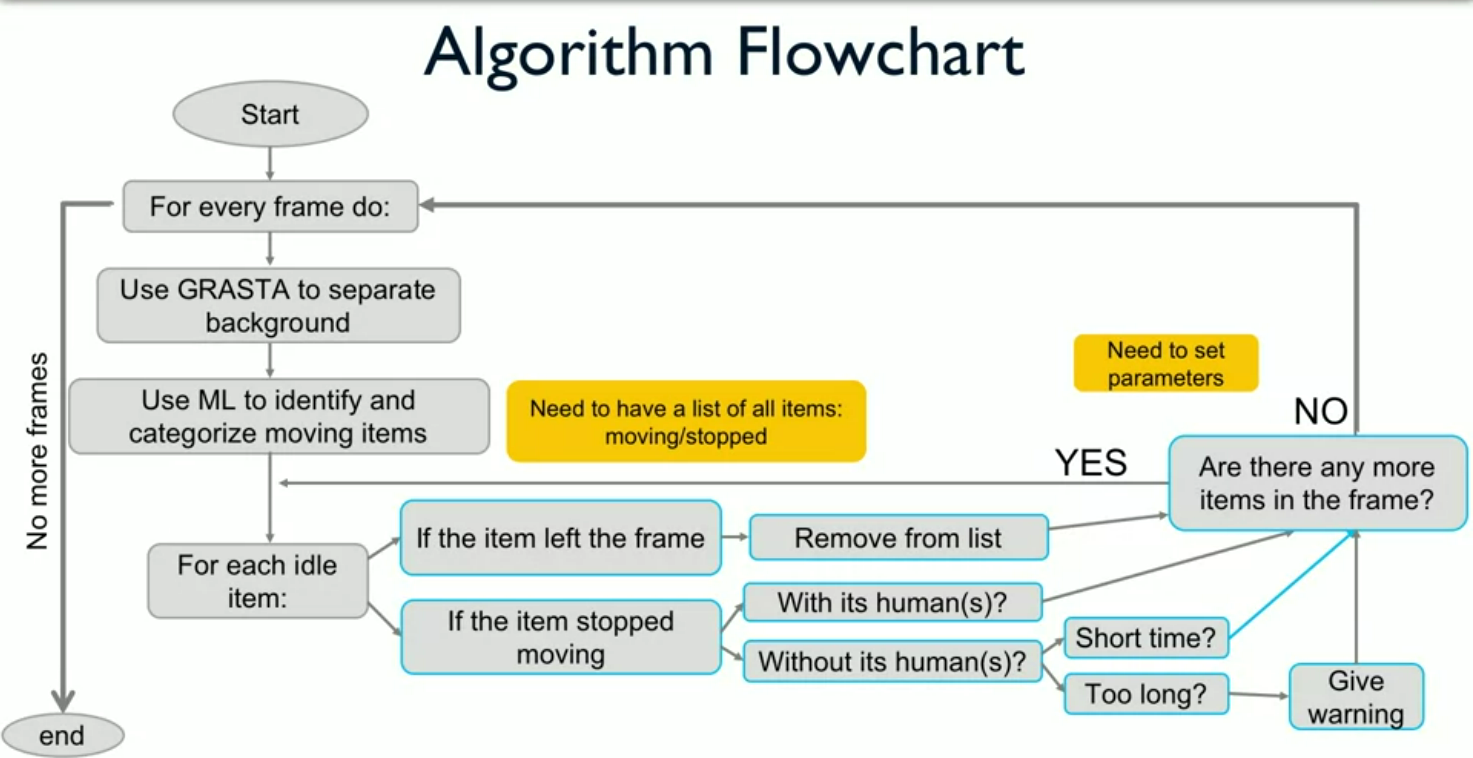 Algorithm Flowchart
Start
For every frame do:
Use GRASTA to separate
background
Use ML to identify and
categorize moving items
Need to have a list of all items:
moving/stopped
Need to set
parameters
NO
YES
Are there any more
items in the frame?
No more frames
For each idle
item:
If the item left the frame
Remove from list
If the item stopped
moving
With its human(s)?
Without its human(s)?
Short time?
Too long?
Give
warning
end